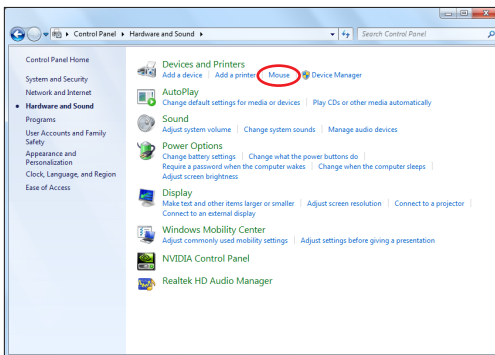 Control Panel ▸ Hardware and Sound ▸
Search Control Panel
Control Panel Home
System and Security
Network and Internet
Hardware and Sound
Programs
User Accounts and Family
Safety
Appearance and
Personalization
Clock, Language, and Region
Ease of Access
Devices and Printers
Add a device | Add a printer | Mouse | Device Manager
AutoPlay
Change default settings for media or devices | Play CDs or other media automatically
Sound
Adjust system volume | Change system sounds | Manage audio devices
Power Options
Change battery settings | Change what the power buttons do |
Require a password when the computer wakes | Change when the computer sleeps |
Adjust screen brightness
Display
Make text and other items larger or smaller | Adjust screen resolution | Connect to a projector |
Connect to an external display
Windows Mobility Center
Adjust commonly used mobility settings | Adjust settings before giving a presentation
NVIDIA Control Panel
Realtek HD Audio Manager